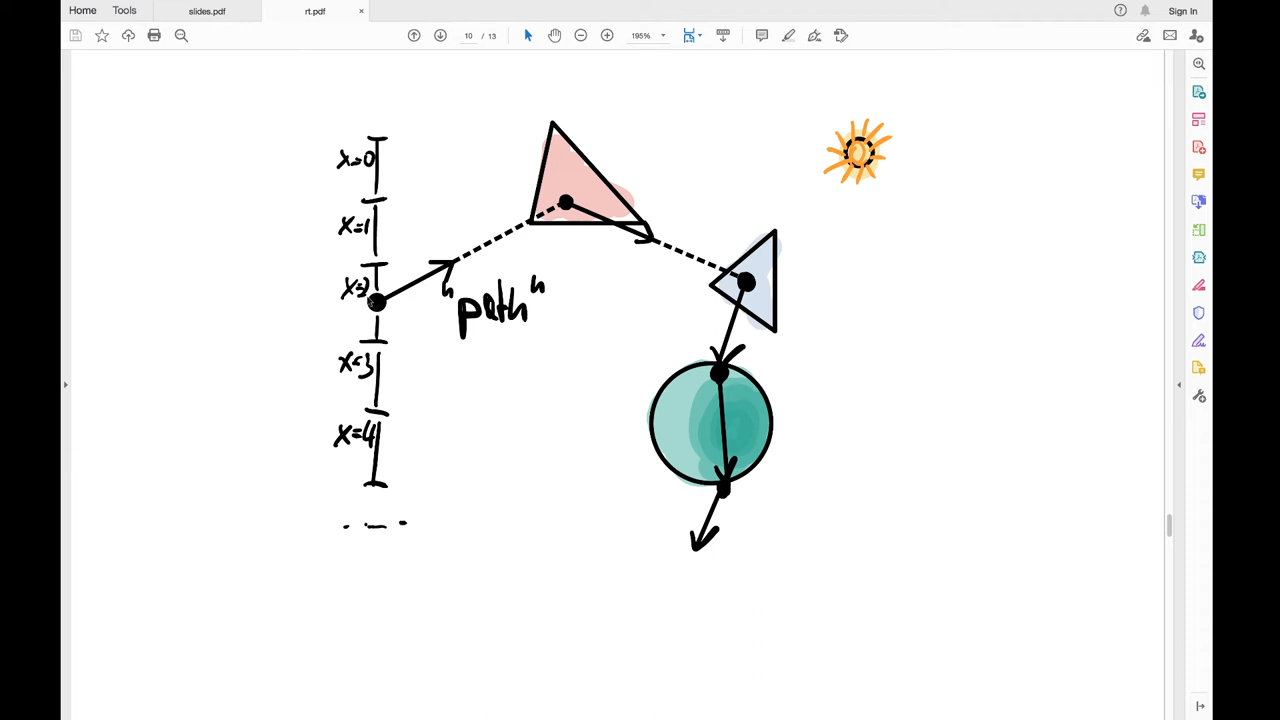 Home Tools slides.pdf rt.pdf × Sign In
10 / 13 195%
x=0
x=1
x=2
"path"
x=3
x=4
. — .